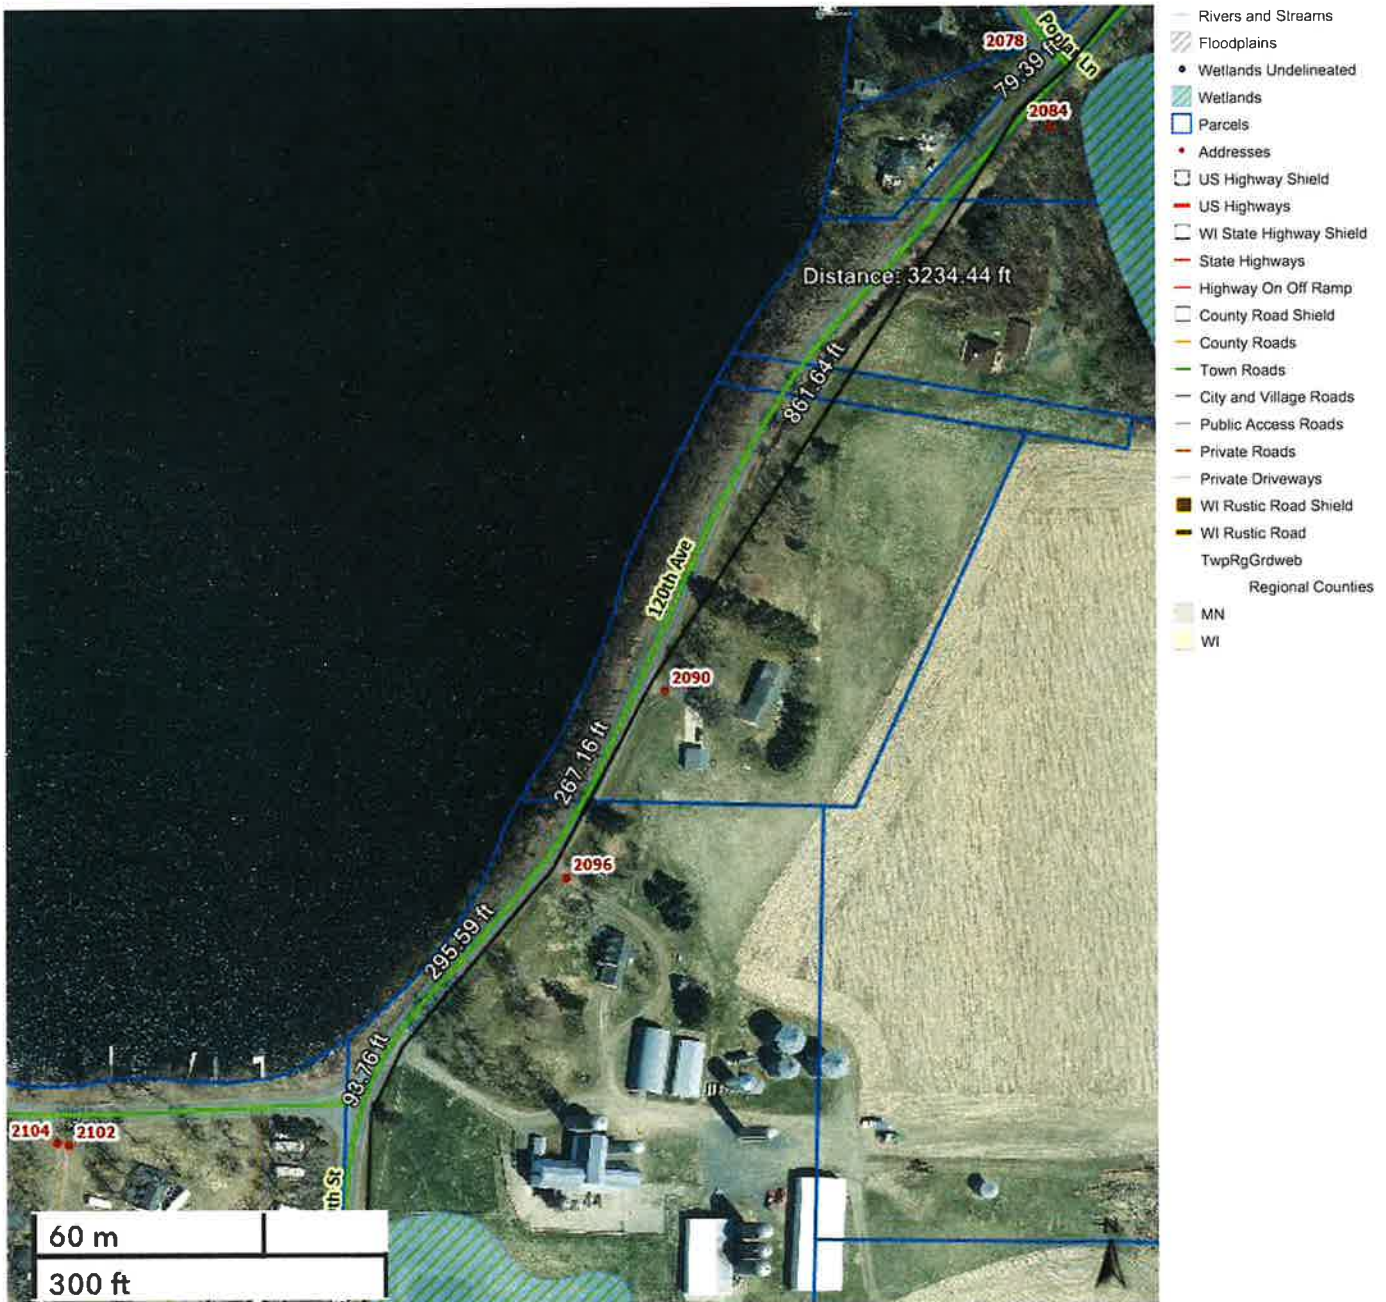 2078
Poplar Ln
79.39 ft
2084
Distance: 3234.44 ft
861.64 ft
120th Ave
2090
267.16 ft
2096
295.59 ft
93.76 ft
2104
2102
th St
44
60 m
300 ft
N
Rivers and Streams
Floodplains
Wetlands Undelineated
Wetlands
Parcels
Addresses
US Highway Shield
US Highways
WI State Highway Shield
State Highways
Highway On Off Ramp
County Road Shield
County Roads
Town Roads
City and Village Roads
Public Access Roads
Private Roads
Private Driveways
WI Rustic Road Shield
WI Rustic Road
TwpRgGrdweb
Regional Counties
MN
WI